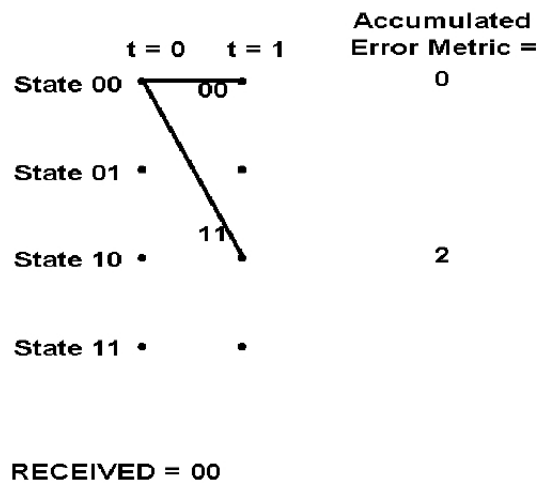 Accumulated
t = 0 t = 1 Error Metric =
State 00 00 0
State 01
11
State 10 2
State 11
RECEIVED = 00